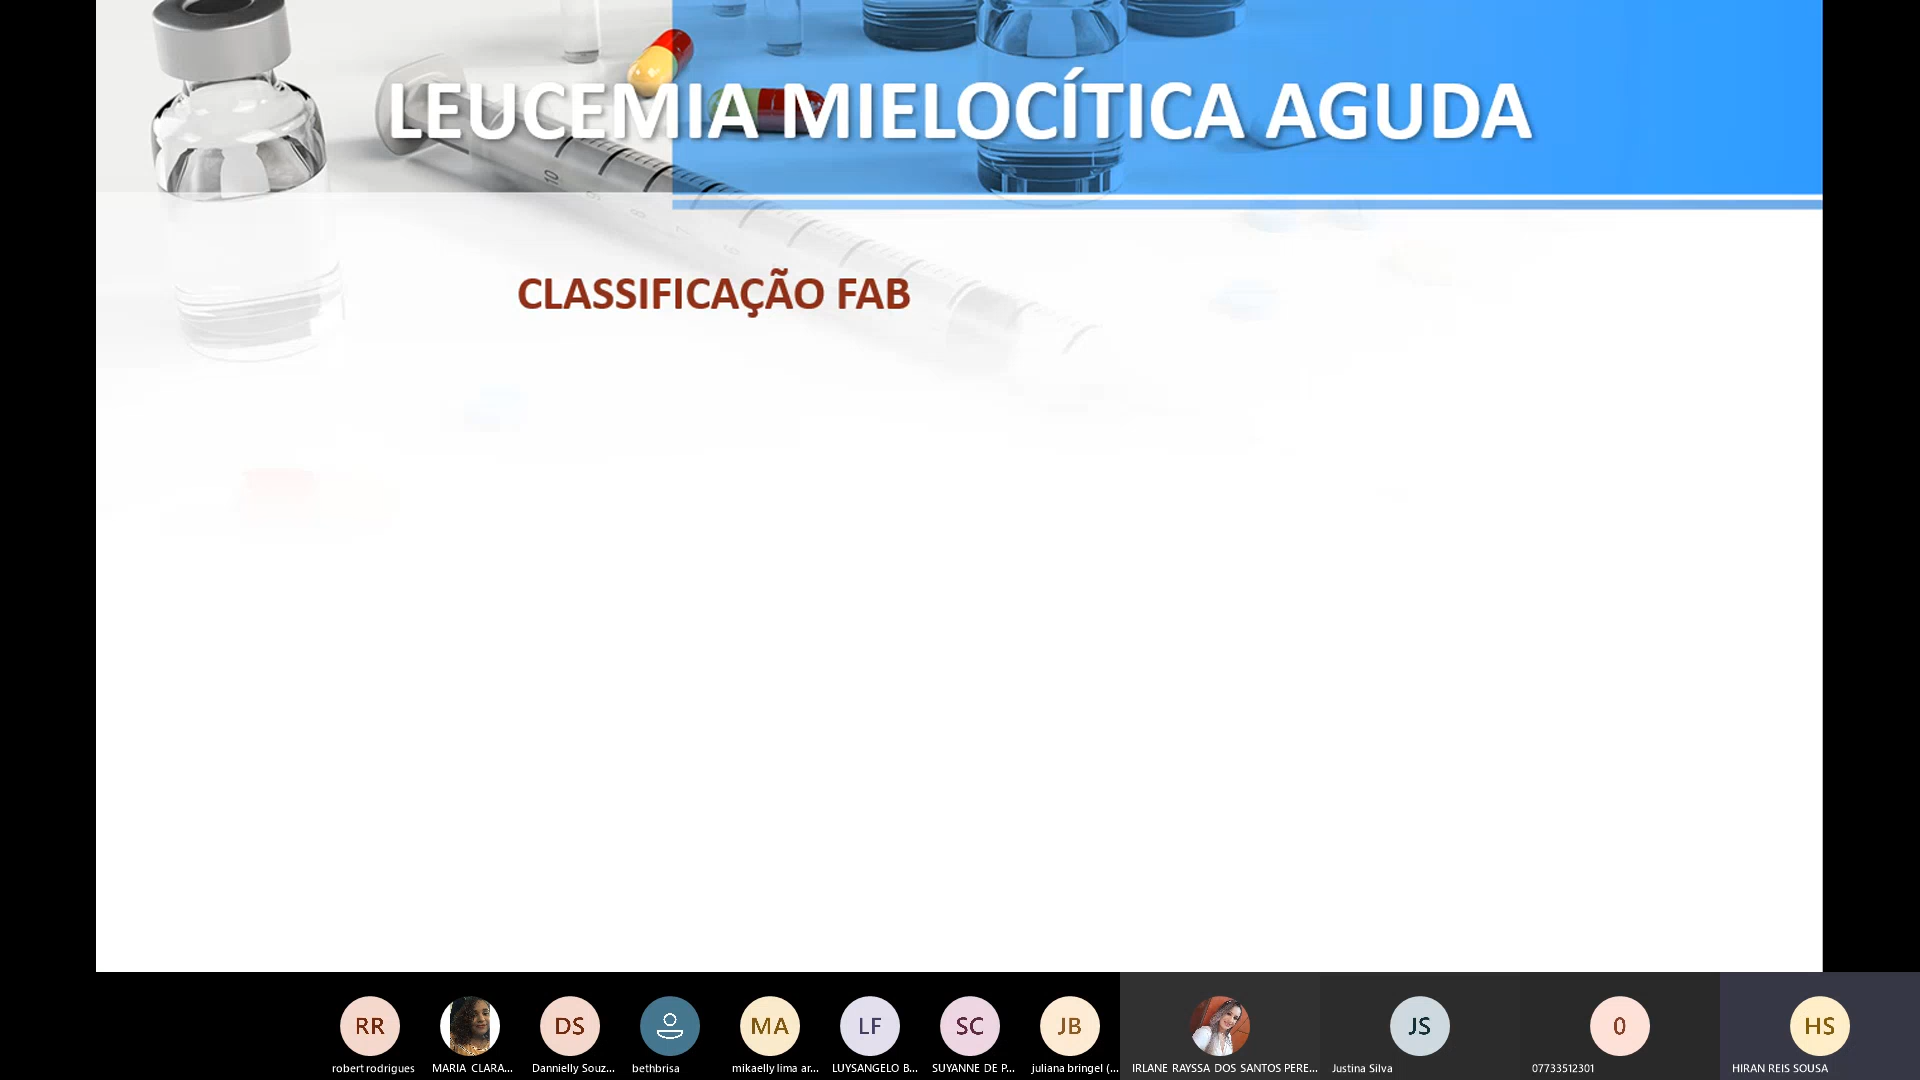 LEUCEMIA MIELOCÍTICA AGUDA
CLASSIFICAÇÃO FAB
RR
DS
MA
LF
SC
JB
JS
0
HS
robert rodrigues
MARIA CLARA...
Dannielly Souz...
bethbrisa
mikaelly lima ar...
LUYSANGELO B...
SUYANNE DE P...
juliana bringel (...
IRLANE RAYSSA DOS SANTOS PERE...
Justina Silva
07733512301
HIRAN REIS SOUSA